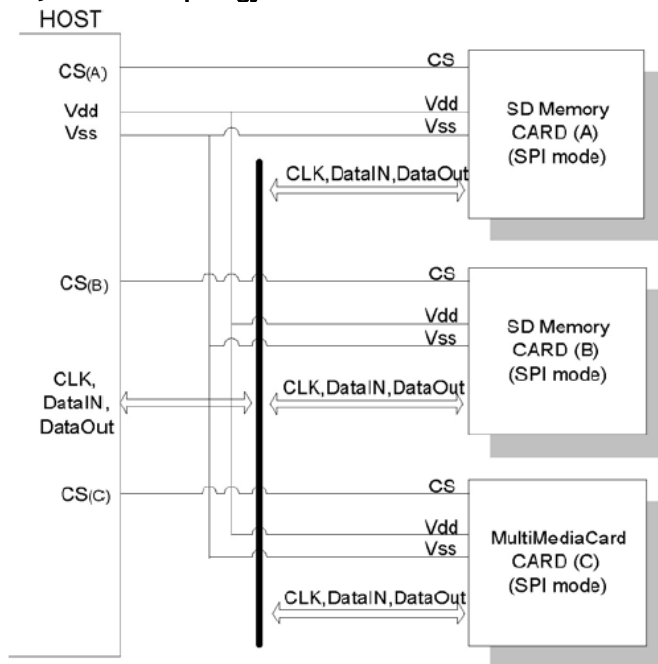 HOST
CS(A)
CS
Vdd
Vss
Vdd
Vss
SD Memory
CARD (A)
(SPI mode)
CLK,DataIN,DataOut
CS(B)
CS
Vdd
Vss
SD Memory
CARD (B)
(SPI mode)
CLK,
DataIN,
DataOut
CLK,DataIN,DataOut
CS(C)
CS
Vdd
Vss
MultiMediaCard
CARD (C)
(SPI mode)
CLK,DataIN,DataOut